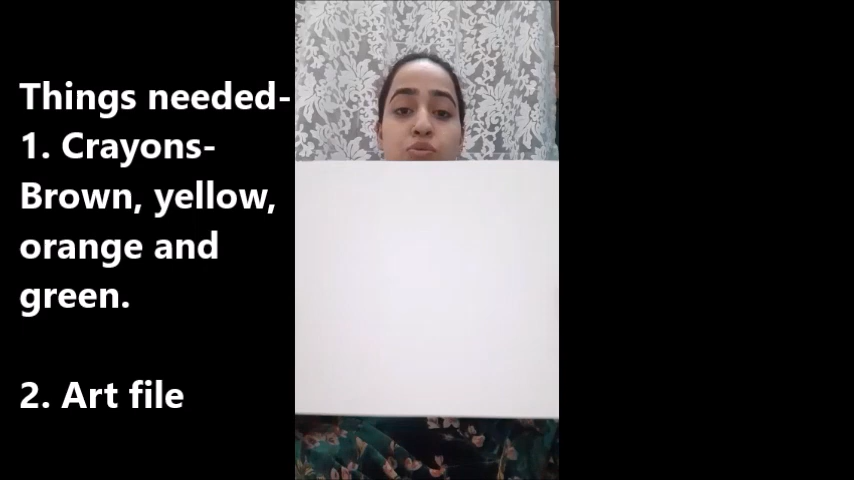 Things needed-
1. Crayons-
Brown, yellow,
orange and
green.
2. Art file